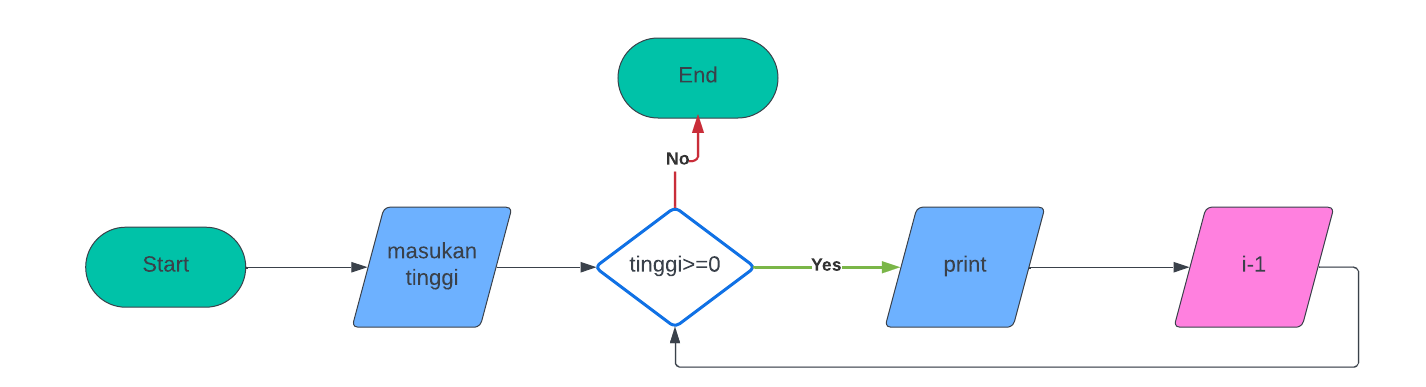 End
No
Start
masukan
tinggi
tinggi>=0
Yes
print
i-1